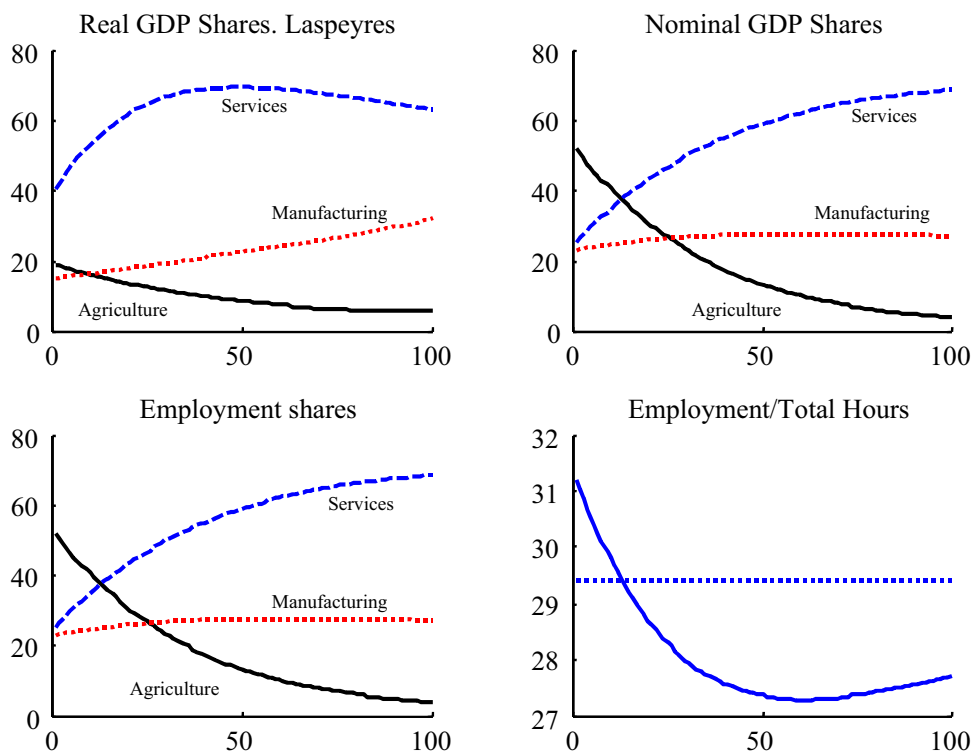 Real GDP Shares. Laspeyres
80
60
40
20
0
0
50
100
Services
Manufacturing
Agriculture
Nominal GDP Shares
80
60
40
20
0
0
50
100
Services
Manufacturing
Agriculture
Employment shares
80
60
40
20
0
0
50
100
Services
Manufacturing
Agriculture
Employment/Total Hours
32
31
30
29
28
27
0
50
100